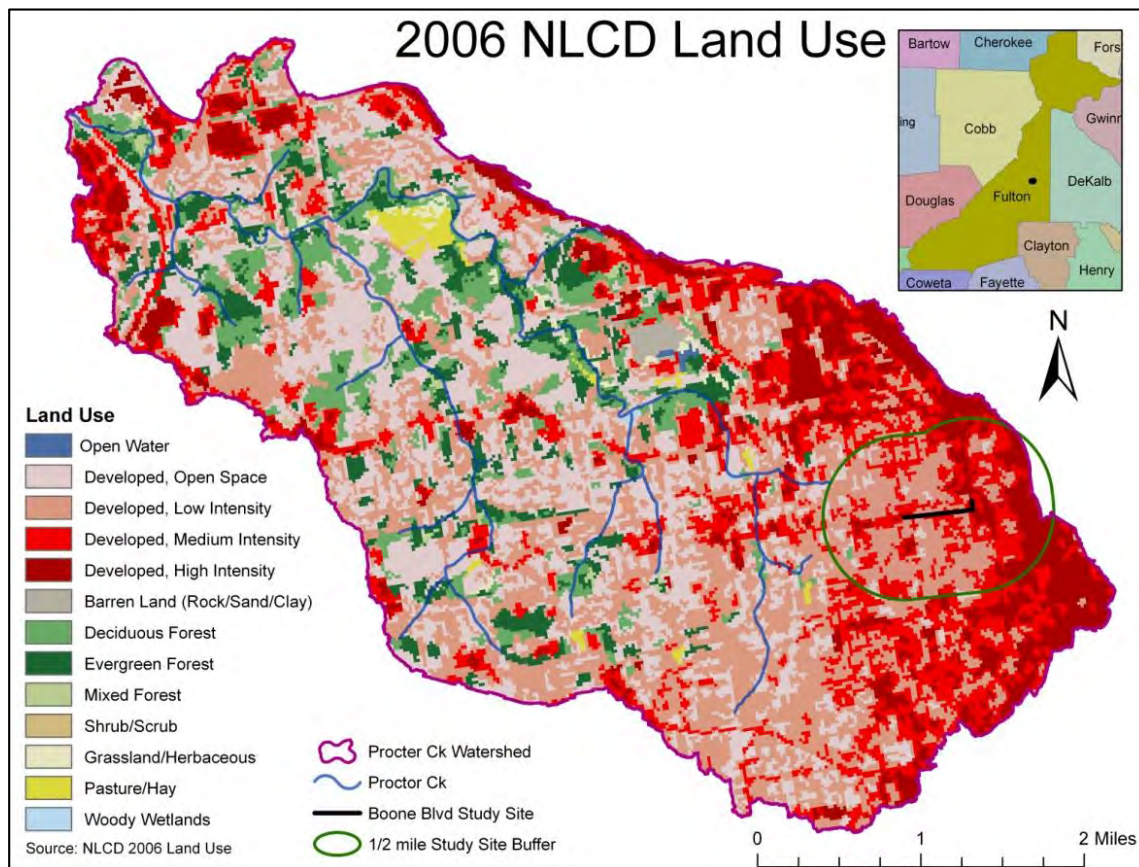 2006 NLCD Land Use
Bartow
Cherokee
Fors
ing
Cobb
Gwinn
DeKalb
Douglas
Fulton
Clayton
Henry
Coweta
Fayette
N
Land Use
Open Water
Developed, Open Space
Developed, Low Intensity
Developed, Medium Intensity
Developed, High Intensity
Barren Land (Rock/Sand/Clay)
Deciduous Forest
Evergreen Forest
Mixed Forest
Shrub/Scrub
Grassland/Herbaceous
Pasture/Hay
Woody Wetlands
Source: NLCD 2006 Land Use
Procter Ck Watershed
Proctor Ck
Boone Blvd Study Site
1/2 mile Study Site Buffer
0 1 2 Miles